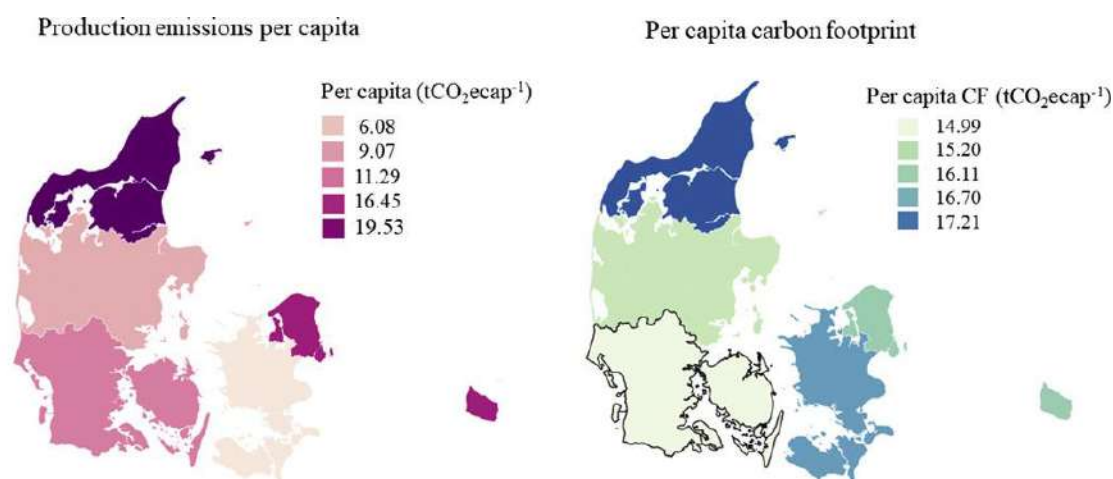 Production emissions per capita
Per capita (tCO₂ecap⁻¹)
6.08
9.07
11.29
16.45
19.53
Per capita carbon footprint
Per capita CF (tCO₂ecap⁻¹)
14.99
15.20
16.11
16.70
17.21